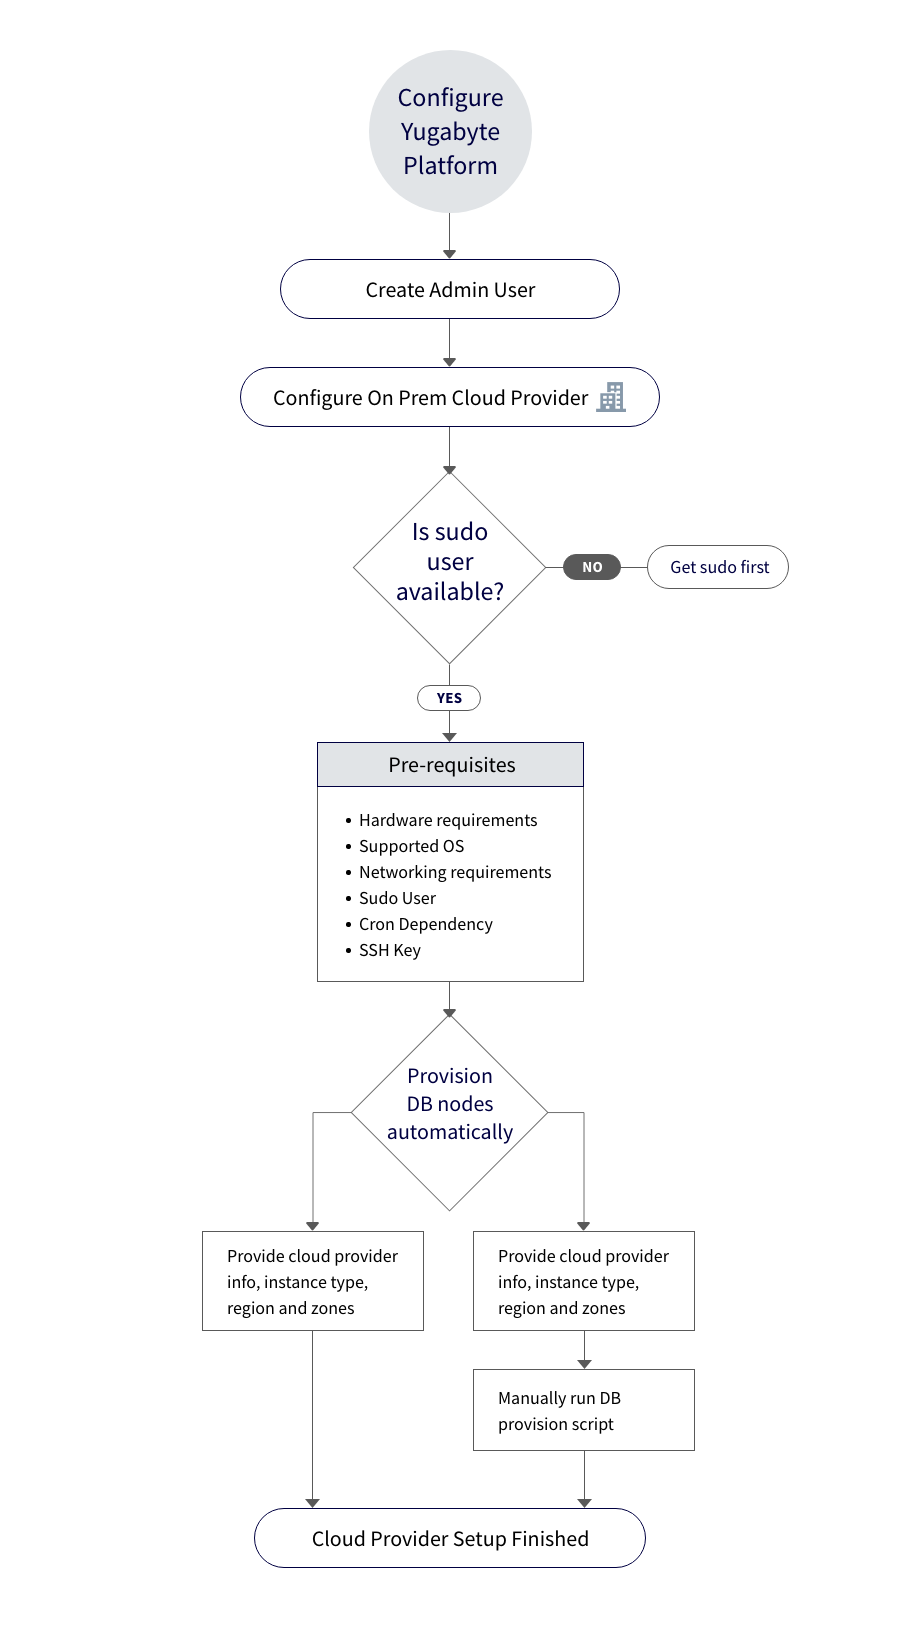 Configure
Yugabyte
Platform
Create Admin User
Configure On Prem Cloud Provider
Is sudo
user
available?
NO
Get sudo first
YES
Pre-requisites
• Hardware requirements
• Supported OS
• Networking requirements
• Sudo User
• Cron Dependency
• SSH Key
Provision
DB nodes
automatically
Provide cloud provider
info, instance type,
region and zones
Provide cloud provider
info, instance type,
region and zones
Manually run DB
provision script
Cloud Provider Setup Finished